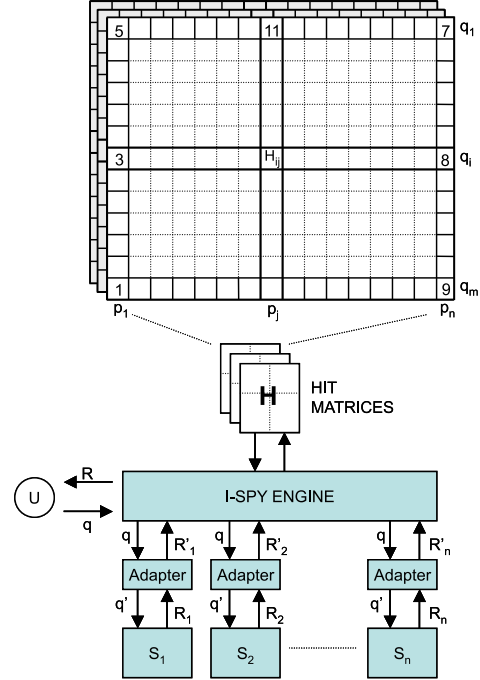 5 11 7 q₁
3 Hᵢⱼ 8 qᵢ
1 9 qₘ
p₁ pⱼ pₙ
H
HIT
MATRICES
R
U
I-SPY ENGINE
q
q R'₁ q R'₂ q R'ₙ
Adapter Adapter Adapter
q' R₁ q' R₂ q' Rₙ
S₁ S₂ Sₙ